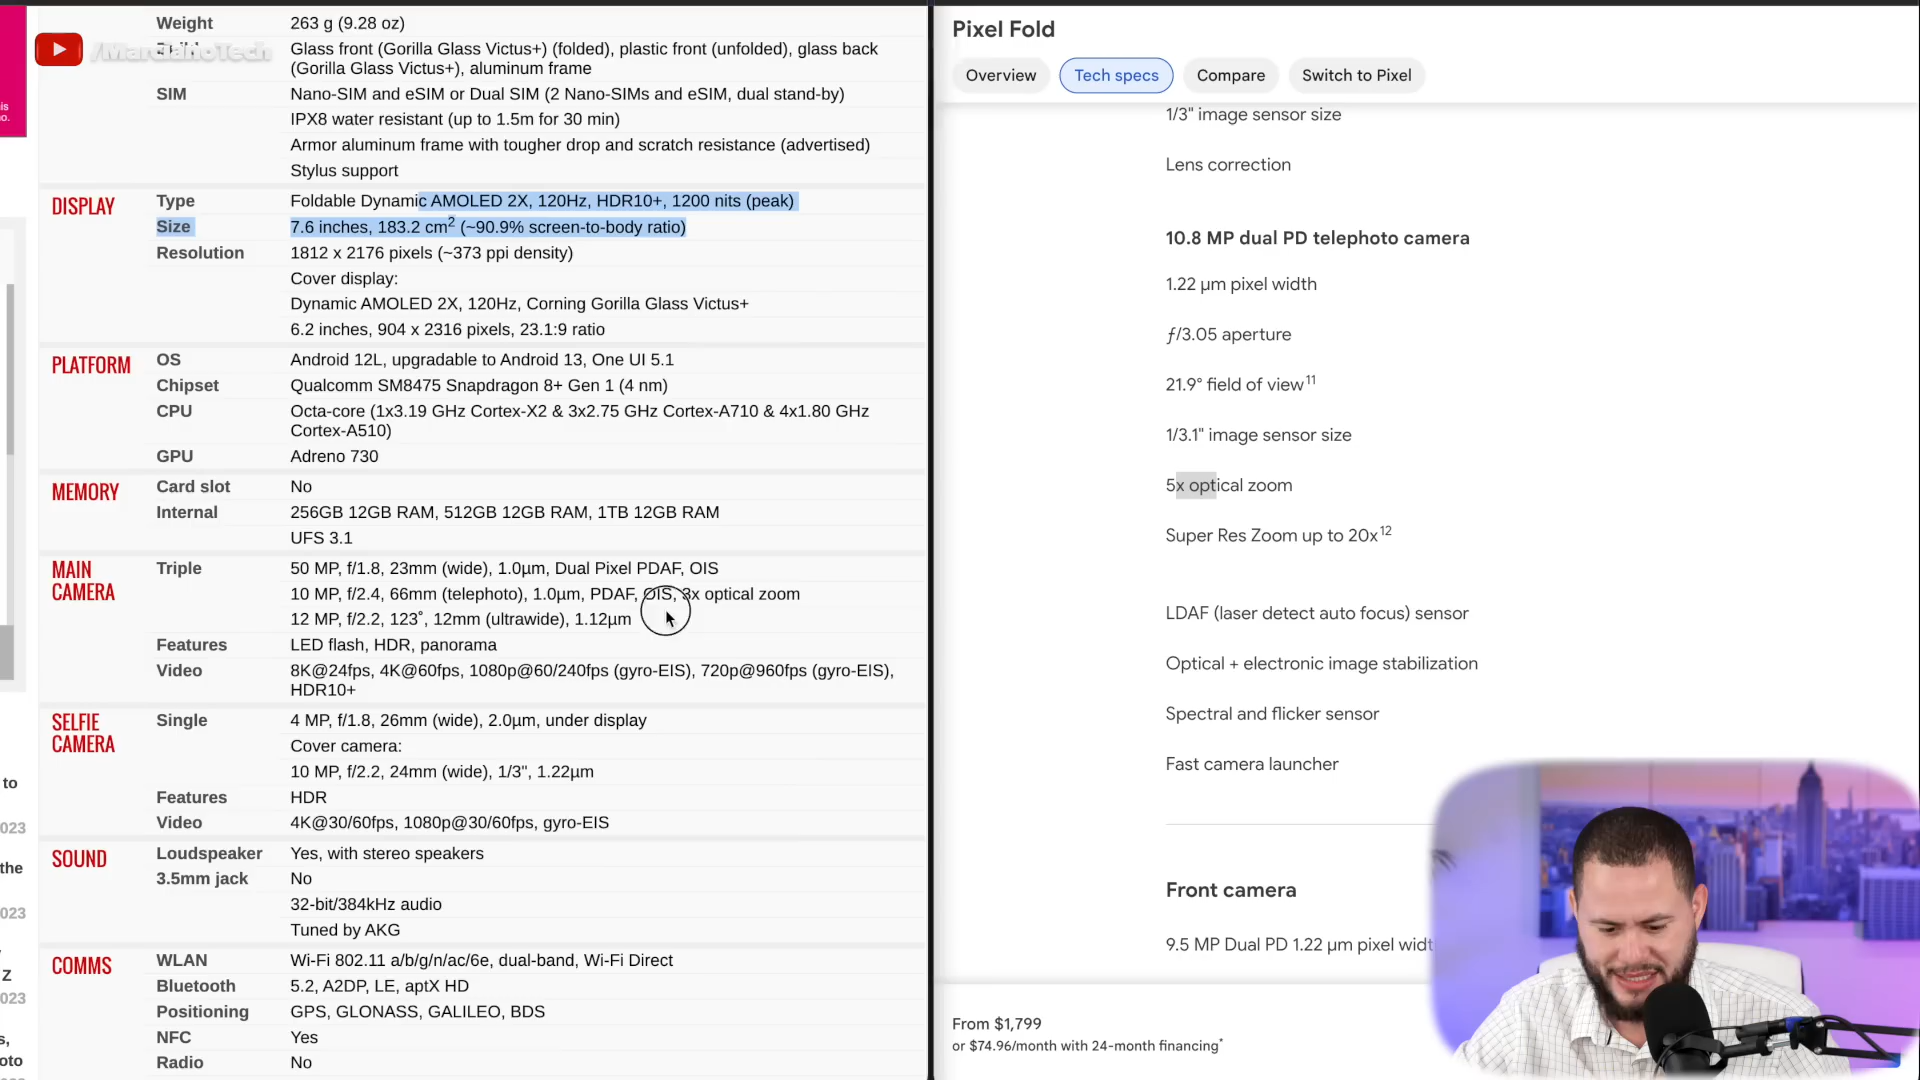 Weight 263 g (9.28 oz)
/MarcianoTech
Build Glass front (Gorilla Glass Victus+) (folded), plastic front (unfolded), glass back
(Gorilla Glass Victus+), aluminum frame
SIM Nano-SIM and eSIM or Dual SIM (2 Nano-SIMs and eSIM, dual stand-by)
IPX8 water resistant (up to 1.5m for 30 min)
Armor aluminum frame with tougher drop and scratch resistance (advertised)
Stylus support
DISPLAY Type Foldable Dynamic AMOLED 2X, 120Hz, HDR10+, 1200 nits (peak)
Size 7.6 inches, 183.2 cm² (~90.9% screen-to-body ratio)
Resolution 1812 x 2176 pixels (~373 ppi density)
Cover display:
Dynamic AMOLED 2X, 120Hz, Corning Gorilla Glass Victus+
6.2 inches, 904 x 2316 pixels, 23.1:9 ratio
PLATFORM OS Android 12L, upgradable to Android 13, One UI 5.1
Chipset Qualcomm SM8475 Snapdragon 8+ Gen 1 (4 nm)
CPU Octa-core (1x3.19 GHz Cortex-X2 & 3x2.75 GHz Cortex-A710 & 4x1.80 GHz
Cortex-A510)
GPU Adreno 730
MEMORY Card slot No
Internal 256GB 12GB RAM, 512GB 12GB RAM, 1TB 12GB RAM
UFS 3.1
MAIN CAMERA Triple 50 MP, f/1.8, 23mm (wide), 1.0µm, Dual Pixel PDAF, OIS
10 MP, f/2.4, 66mm (telephoto), 1.0µm, PDAF, OIS, 3x optical zoom
12 MP, f/2.2, 123˚, 12mm (ultrawide), 1.12µm
Features LED flash, HDR, panorama
Video 8K@24fps, 4K@60fps, 1080p@60/240fps (gyro-EIS), 720p@960fps (gyro-EIS),
HDR10+
SELFIE CAMERA Single 4 MP, f/1.8, 26mm (wide), 2.0µm, under display
Cover camera:
10 MP, f/2.2, 24mm (wide), 1/3", 1.22µm
Features HDR
Video 4K@30/60fps, 1080p@30/60fps, gyro-EIS
SOUND Loudspeaker Yes, with stereo speakers
3.5mm jack No
32-bit/384kHz audio
Tuned by AKG
COMMS WLAN Wi-Fi 802.11 a/b/g/n/ac/6e, dual-band, Wi-Fi Direct
Bluetooth 5.2, A2DP, LE, aptX HD
Positioning GPS, GLONASS, GALILEO, BDS
NFC Yes
Radio No
is
o.
to
023
the
023
Z
023
s,
oto
Pixel Fold
Overview Tech specs Compare Switch to Pixel
1/3" image sensor size
Lens correction
10.8 MP dual PD telephoto camera
1.22 μm pixel width
ƒ/3.05 aperture
21.9° field of view¹¹
1/3.1" image sensor size
5x optical zoom
Super Res Zoom up to 20x¹²
LDAF (laser detect auto focus) sensor
Optical + electronic image stabilization
Spectral and flicker sensor
Fast camera launcher
Front camera
9.5 MP Dual PD 1.22 μm pixel widt
From $1,799
or $74.96/month with 24-month financing*